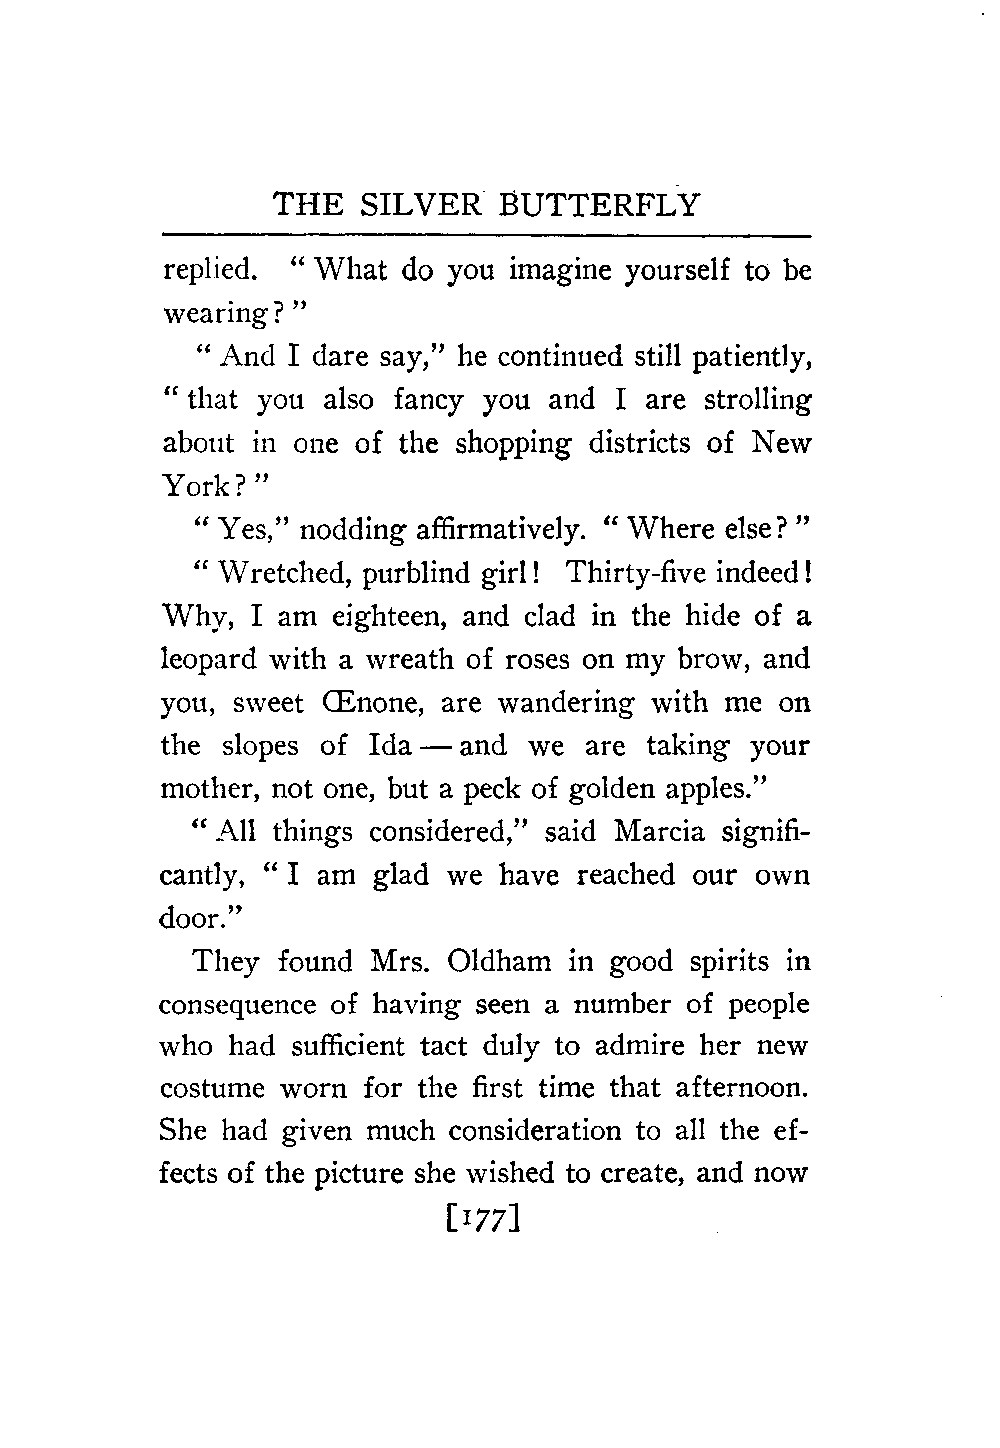 THE SILVER BUTTERFLY
replied. “ What do you imagine yourself to be
wearing? ”
“ And I dare say,” he continued still patiently,
“ that you also fancy you and I are strolling
about in one of the shopping districts of New
York? ”
“ Yes,” nodding affirmatively. “ Where else? ”
“ Wretched, purblind girl! Thirty-five indeed!
Why, I am eighteen, and clad in the hide of a
leopard with a wreath of roses on my brow, and
you, sweet Œnone, are wandering with me on
the slopes of Ida — and we are taking your
mother, not one, but a peck of golden apples.”
“ All things considered,” said Marcia signifi-
cantly, “ I am glad we have reached our own
door.”
They found Mrs. Oldham in good spirits in
consequence of having seen a number of people
who had sufficient tact duly to admire her new
costume worn for the first time that afternoon.
She had given much consideration to all the ef-
fects of the picture she wished to create, and now
[177]